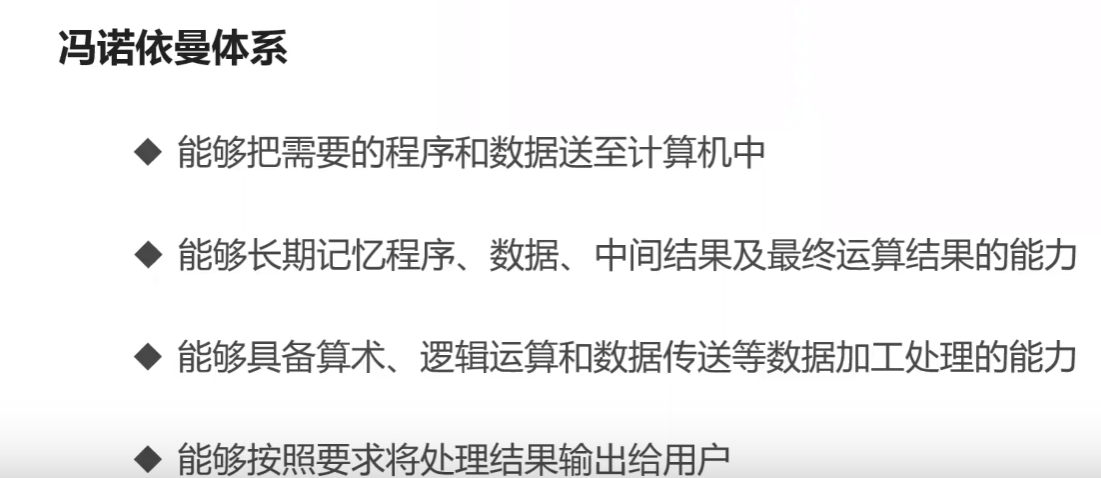 冯诺依曼体系
◆ 能够把需要的程序和数据送至计算机中
◆ 能够长期记忆程序、数据、中间结果及最终运算结果的能力
◆ 能够具备算术、逻辑运算和数据传送等数据加工处理的能力
◆ 能够按照要求将处理结果输出给用户